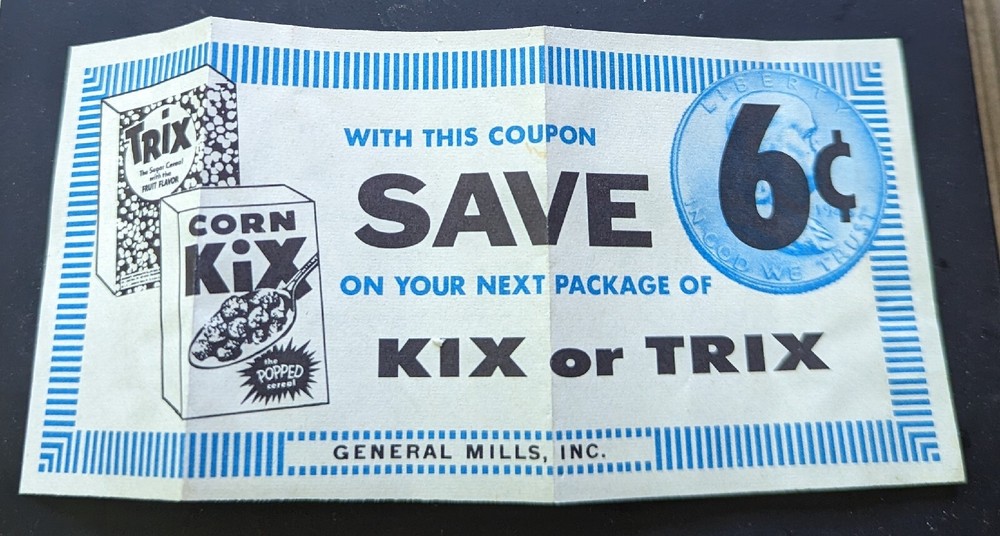 WITH THIS COUPON
SAVE 6¢
ON YOUR NEXT PACKAGE OF
KIX or TRIX
GENERAL MILLS, INC.
TRiX
The Sugar Cereal
with the
FRUIT FLAVOR
CORN
KiX
the
POPPED
cereal
LIBERTY
IN GOD WE TRUST